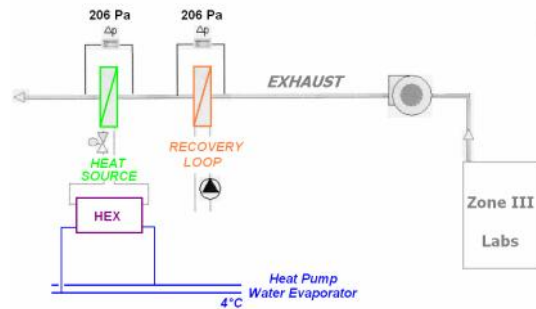 206 Pa
206 Pa
Δp
Δp
EXHAUST
HEAT
SOURCE
RECOVERY
LOOP
HEX
Zone III
Labs
Heat Pump
Water Evaporator
4°C